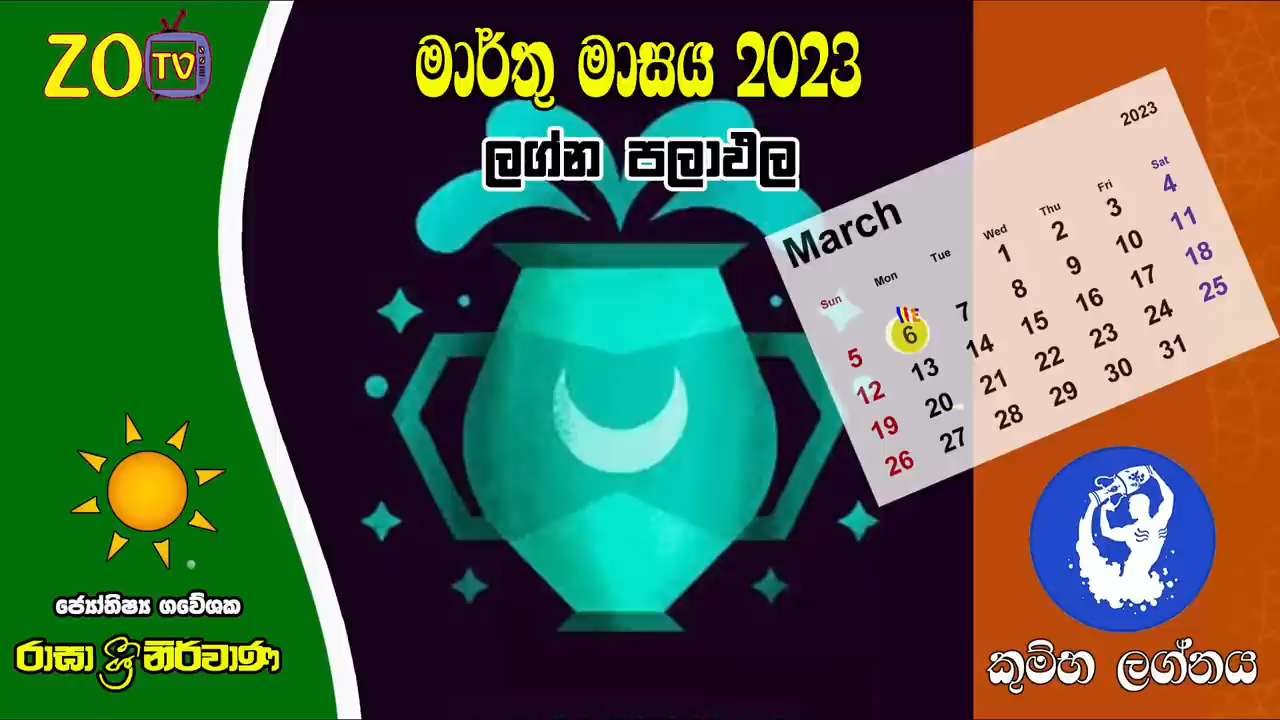 ZO TV
මාර්තු මාසය 2023
ලග්න පලාඵල
2023
March
Sun Mon Tue Wed Thu Fri Sat
1 2 3 4
5 6 7 8 9 10 11
12 13 14 15 16 17 18
19 20 21 22 23 24 25
26 27 28 29 30 31
ජ්‍යෝතිෂ්‍ය ගවේශක
රාඝා ශ්‍රී නිර්වාණ
කුම්භ ලග්නය